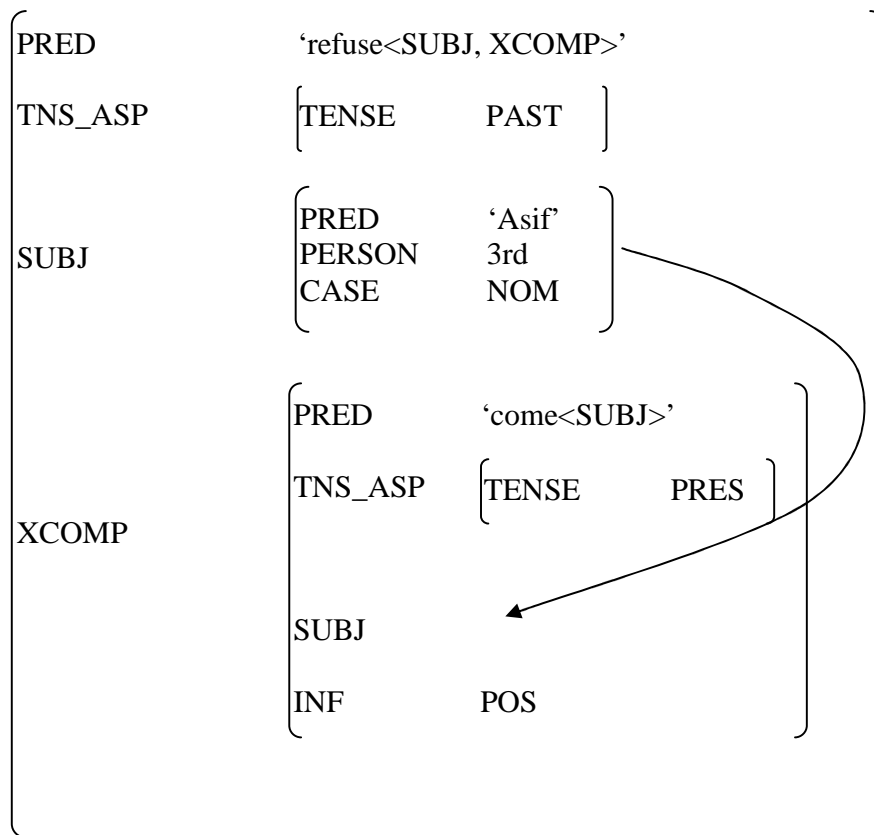 PRED ‘refuse<SUBJ, XCOMP>’
TNS_ASP TENSE PAST
SUBJ
PRED ‘Asif’
PERSON 3rd
CASE NOM
XCOMP
PRED ‘come<SUBJ>’
TNS_ASP TENSE PRES
SUBJ
INF POS